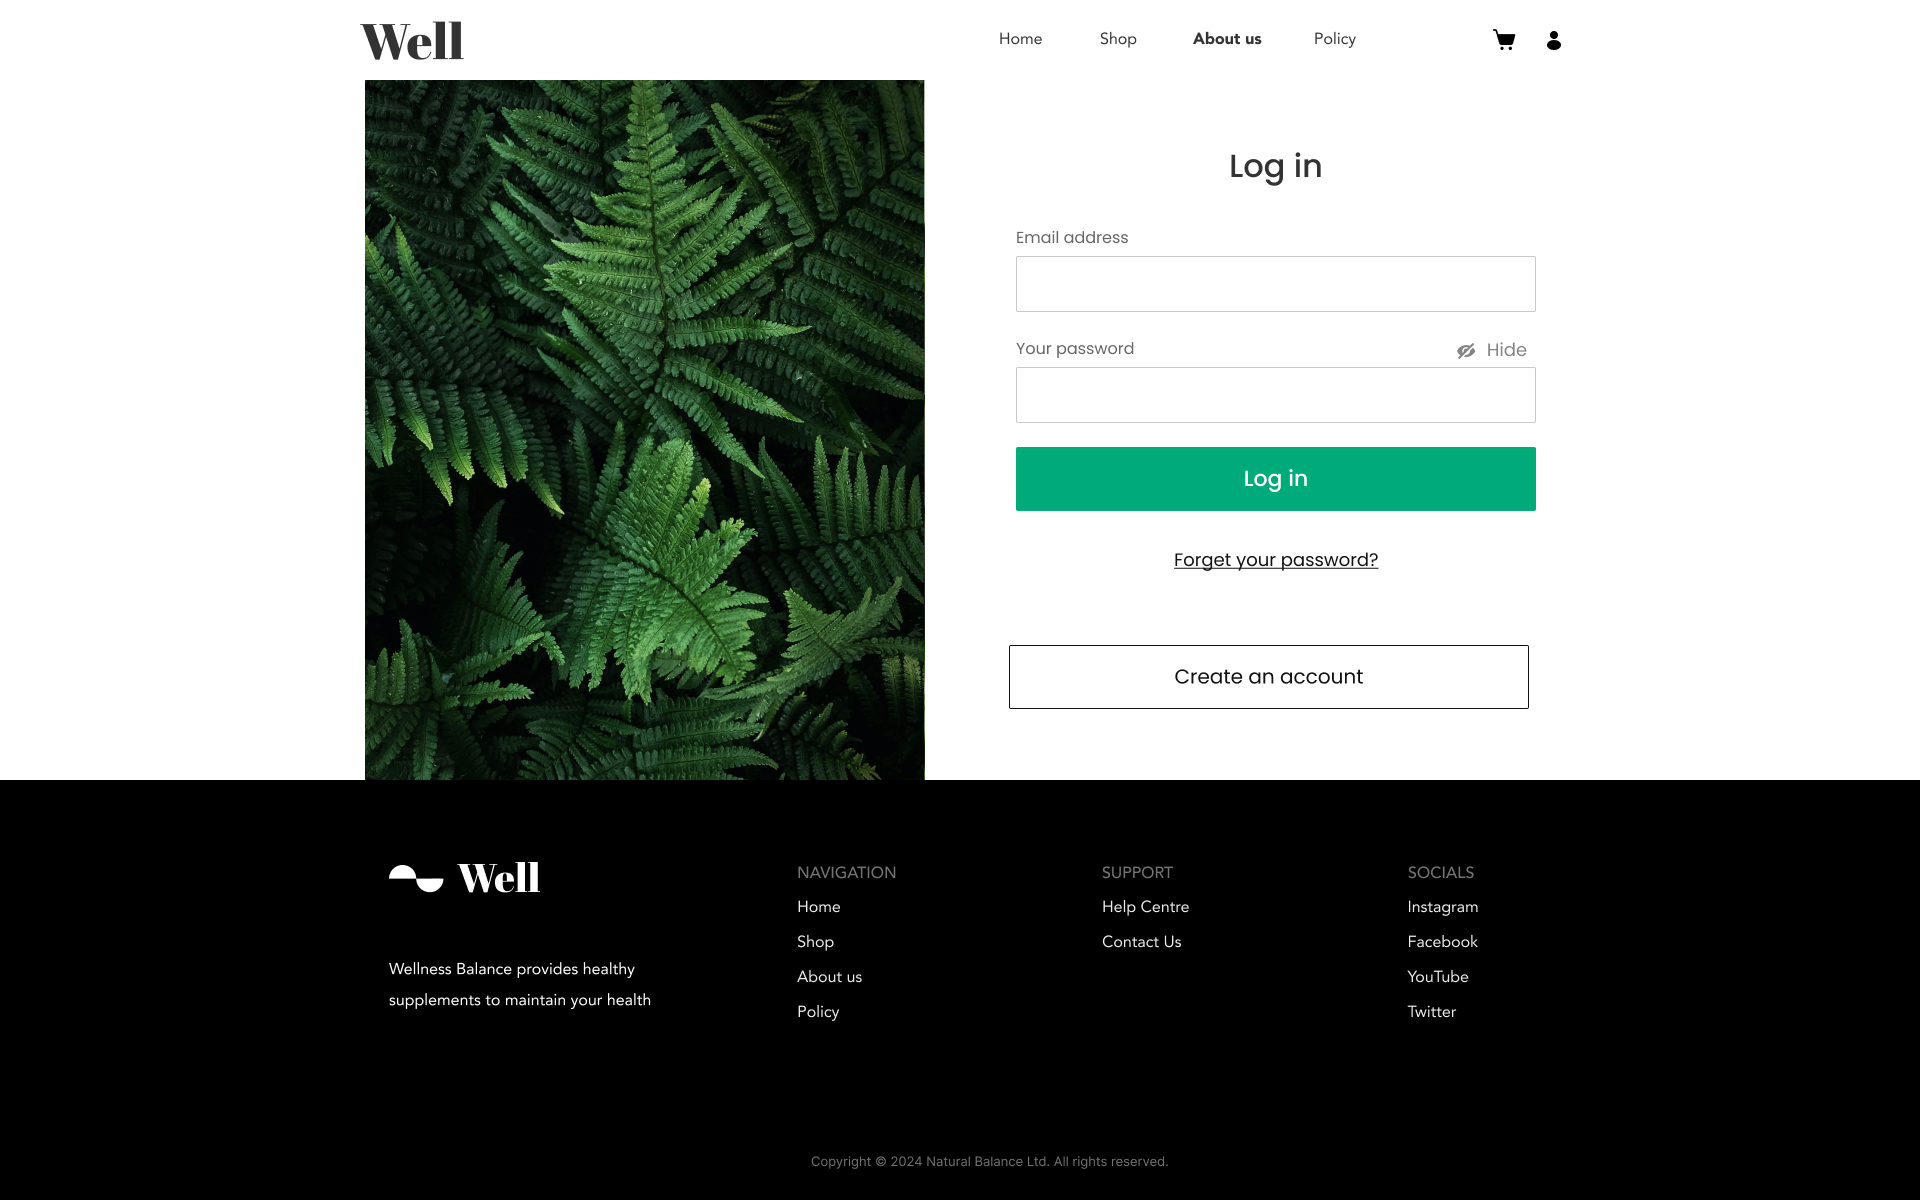 Well
Home
Shop
About us
Policy
Log in
Email address
Your password
Hide
Log in
Forget your password?
Create an account
Well
Wellness Balance provides healthy
supplements to maintain your health
NAVIGATION
Home
Shop
About us
Policy
SUPPORT
Help Centre
Contact Us
SOCIALS
Instagram
Facebook
YouTube
Twitter
Copyright © 2024 Natural Balance Ltd. All rights reserved.